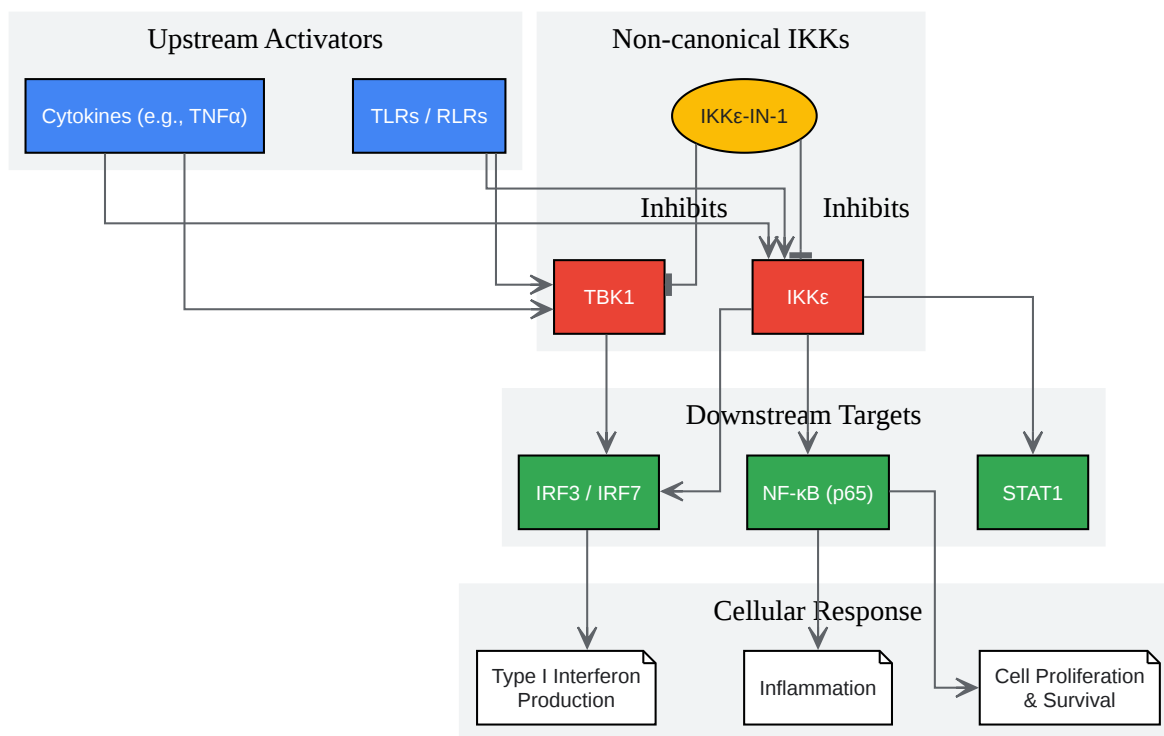 Upstream Activators
Non-canonical IKKs
Cytokines (e.g., TNFα)
TLRs / RLRs
IKKε-IN-1
Inhibits
Inhibits
TBK1
IKKε
Downstream Targets
IRF3 / IRF7
NF-κB (p65)
STAT1
Cellular Response
Type I Interferon
Production
Inflammation
Cell Proliferation
& Survival